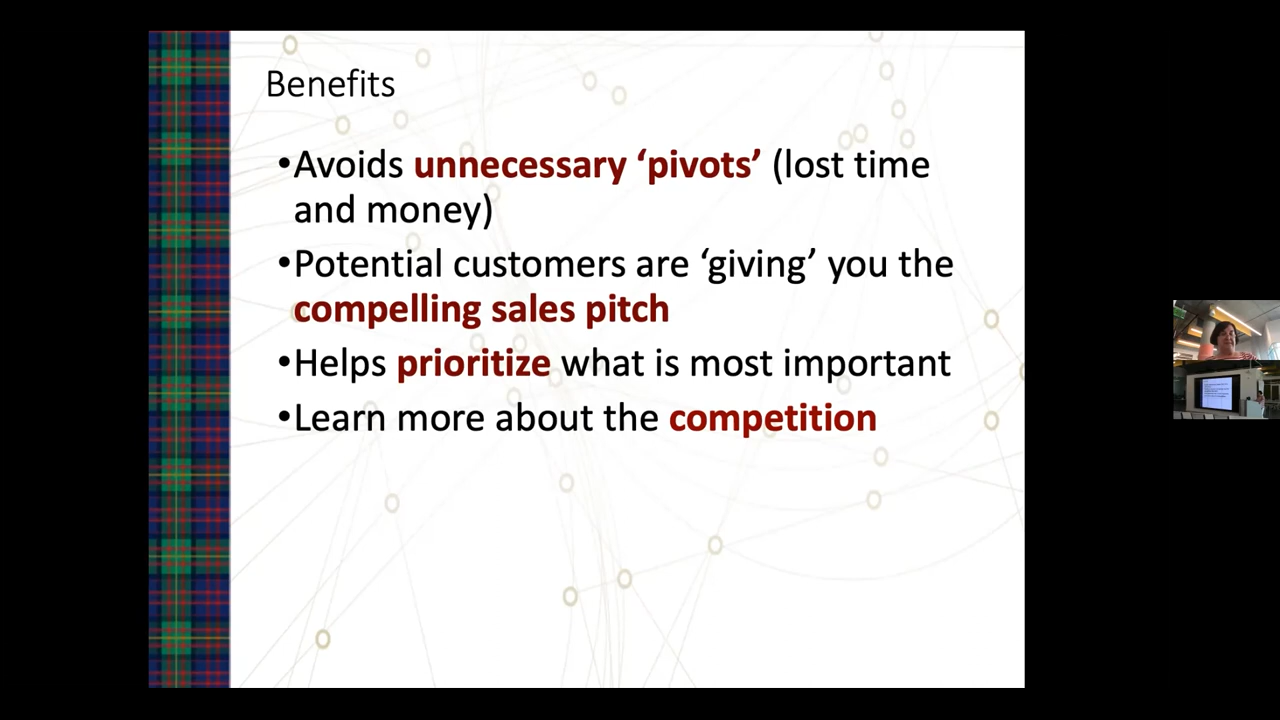 Benefits
•Avoids unnecessary ‘pivots’ (lost time
and money)
•Potential customers are ‘giving’ you the
compelling sales pitch
•Helps prioritize what is most important
•Learn more about the competition